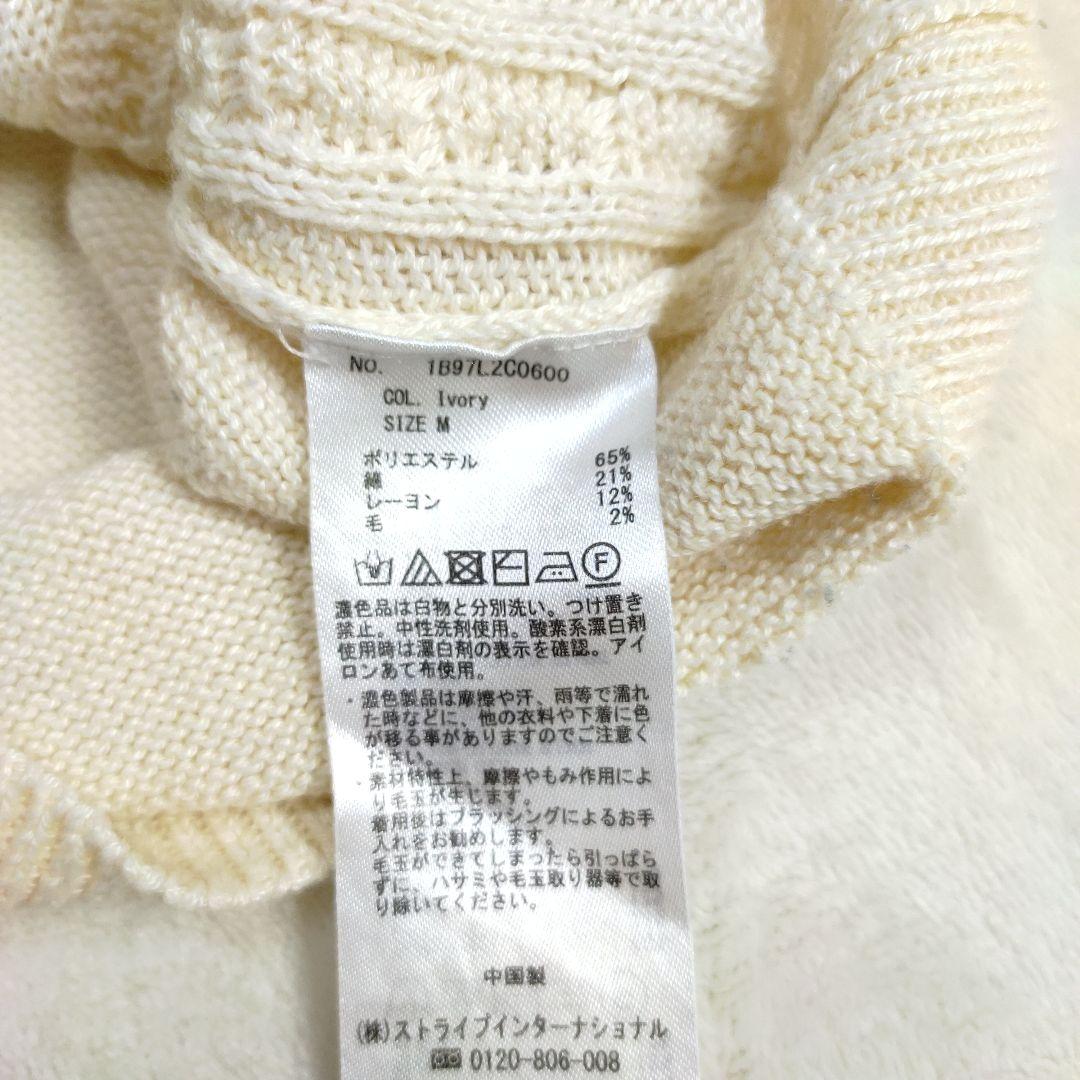 No. 1B97L2C0600
COL. Ivory
SIZE M
ポリエステル 65%
綿 21%
レーヨン 12%
毛 2%
F
濃色品は白物と分別洗い。つけ置き
禁止。中性洗剤使用。酸素系漂白剤
使用時は漂白剤の表示を確認。アイ
ロンあて布使用。
・濃色製品は摩擦や汗、雨等で濡れ
た時などに、他の衣料や下着に色
が移る事がありますのでご注意く
ださい。
・素材特性上、摩擦やもみ作用によ
り毛玉が生じます。
着用後はブラッシングによるお手
入れをお勧めします。
毛玉ができてしまったら引っぱら
ずに、ハサミや毛玉取り器等で取
り除いてください。
中国製
(株)ストライプインターナショナル
0120-806-008